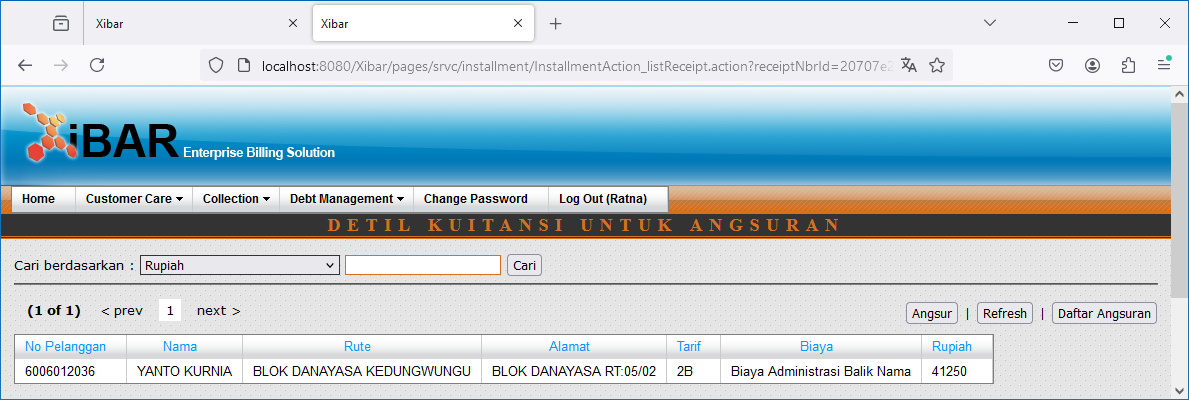 Xibar
Xibar
localhost:8080/Xibar/pages/srvc/installment/InstallmentAction_listReceipt.action?receiptNbrId=20707e2
iBAR Enterprise Billing Solution
Home Customer Care Collection Debt Management Change Password Log Out (Ratna)
DETIL KUITANSI UNTUK ANGSURAN
Cari berdasarkan : Rupiah Cari
(1 of 1) < prev 1 next > Angsur | Refresh | Daftar Angsuran
No Pelanggan Nama Rute Alamat Tarif Biaya Rupiah
6006012036 YANTO KURNIA BLOK DANAYASA KEDUNGWUNGU BLOK DANAYASA RT:05/02 2B Biaya Administrasi Balik Nama 41250